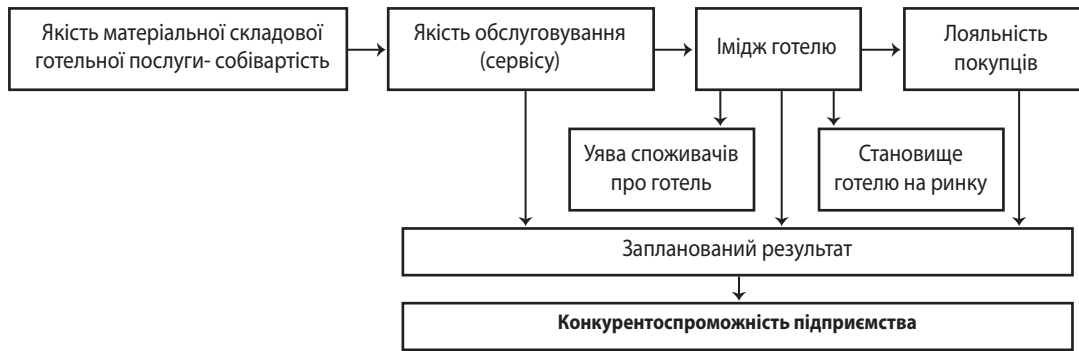 Якість матеріальної складової
готельної послуги- собівартість
Якість обслуговування
(сервісу)
Імідж готелю
Лояльність
покупців
Уява споживачів
про готель
Становище
готелю на ринку
Запланований результат
Конкурентоспроможність підприємства